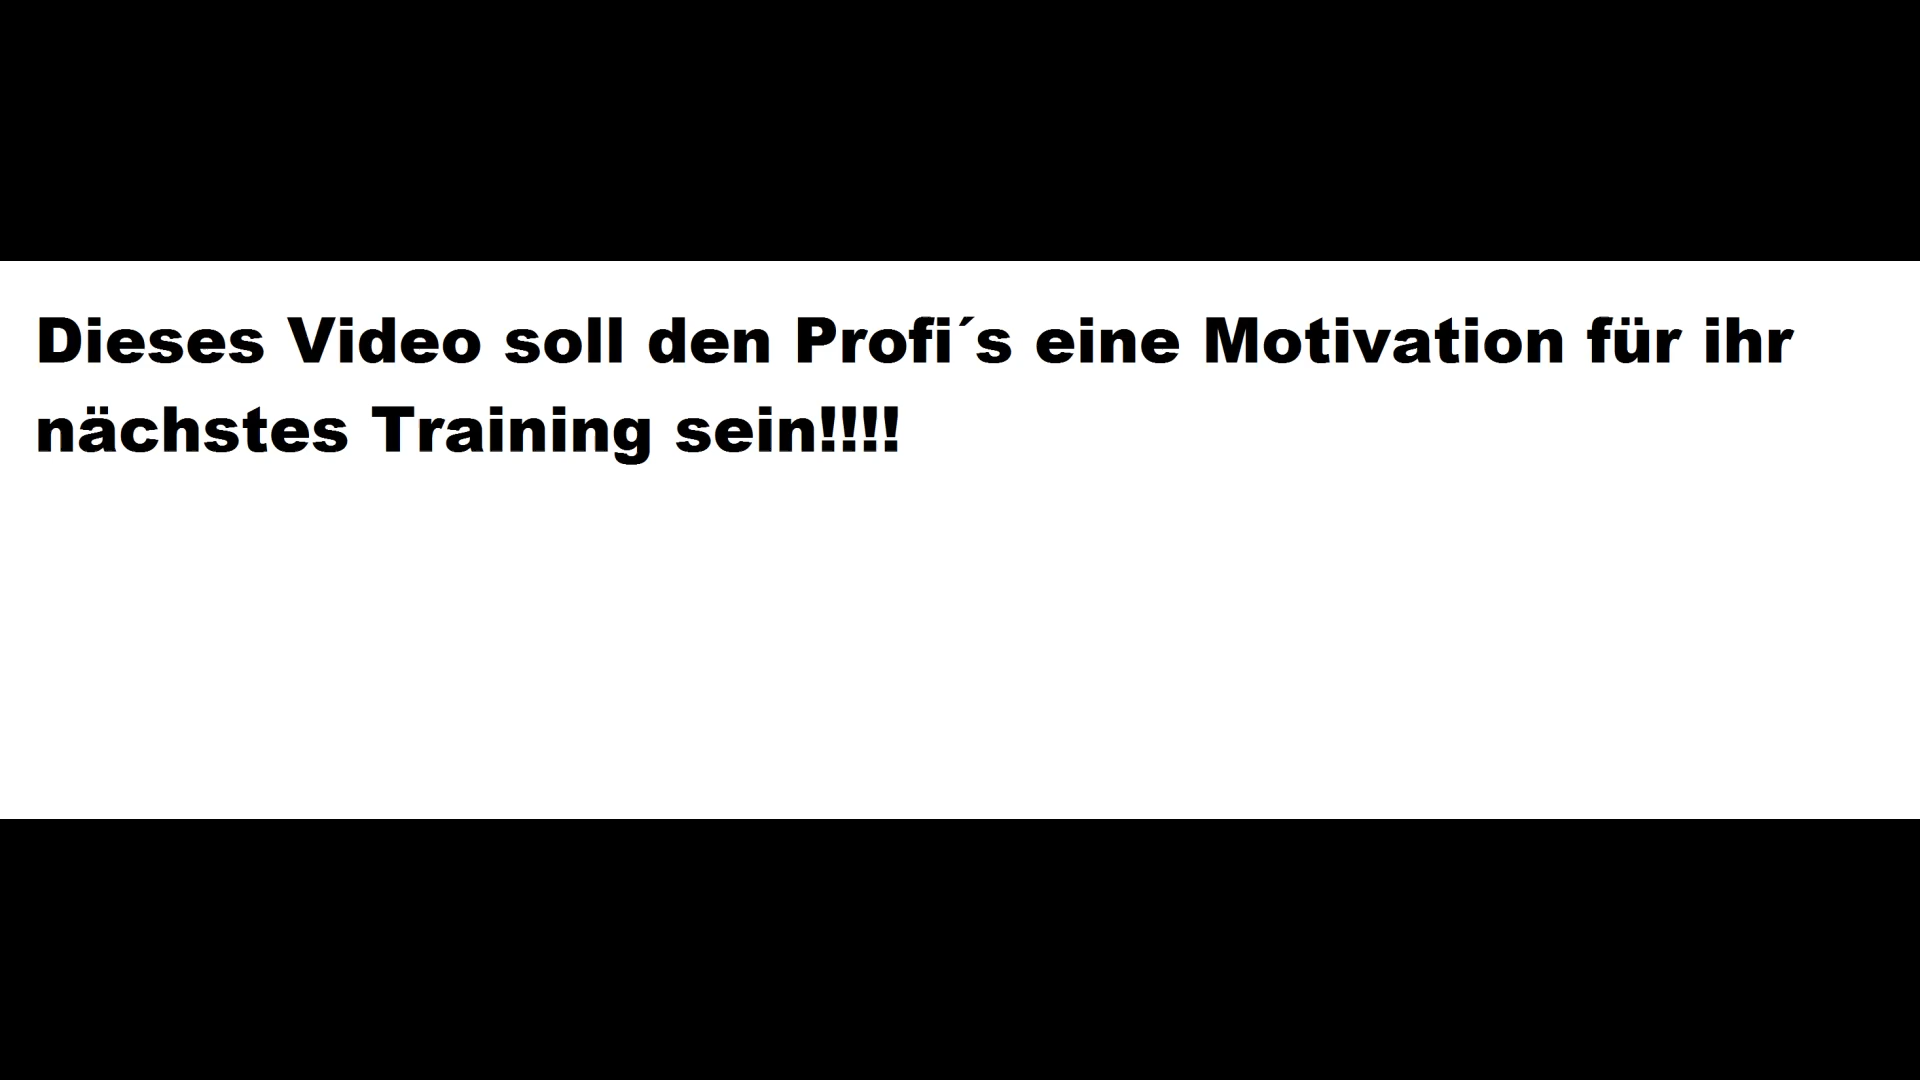 Dieses Video soll den Profi´s eine Motivation für ihr
nächstes Training sein!!!!